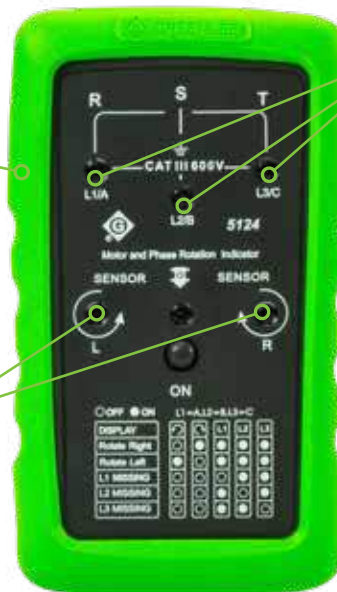 S
R T
CAT III 600V
L1/A L3/C
L2/B
G 5124
Motor and Phase Rotation Indicator
SENSOR SENSOR
L R
ON
OFF ON L1=A,L2=B,L3=C
DISPLAY L1 L2 L3
Rotate Right
Rotate Left
L1 MISSING
L2 MISSING
L3 MISSING